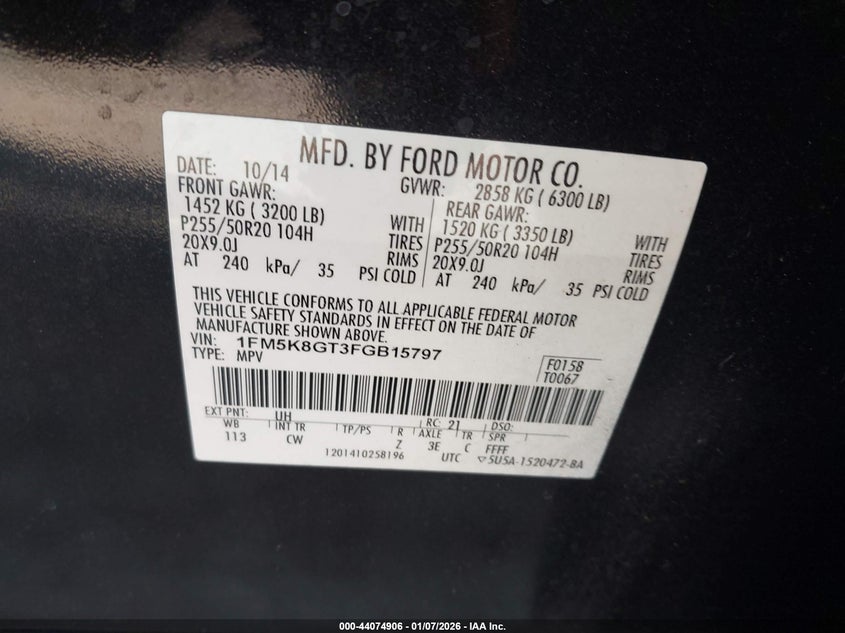 MFD. BY FORD MOTOR CO.
DATE: 10/14 GVWR: 2858 KG ( 6300 LB)
FRONT GAWR: REAR GAWR:
1452 KG ( 3200 LB) WITH 1520 KG ( 3350 LB) WITH
P255/50R20 104H TIRES P255/50R20 104H TIRES
20X9.0J RIMS 20X9.0J RIMS
AT 240 kPa/ 35 PSI COLD AT 240 kPa/ 35 PSI COLD
THIS VEHICLE CONFORMS TO ALL APPLICABLE FEDERAL MOTOR
VEHICLE SAFETY STANDARDS IN EFFECT ON THE DATE OF
MANUFACTURE SHOWN ABOVE.
VIN: 1FM5K8GT3FGB15797
TYPE: MPV
F0158
T0067
EXT PNT: UH RC: 21 DSO:
WB INT TR TP/PS R AXLE TR SPR
113 CW Z 3E C FFFF
12014102S8196 UTC ▽5U5A-1520472-BA
000-44074906 - 01/07/2026 - IAA Inc.